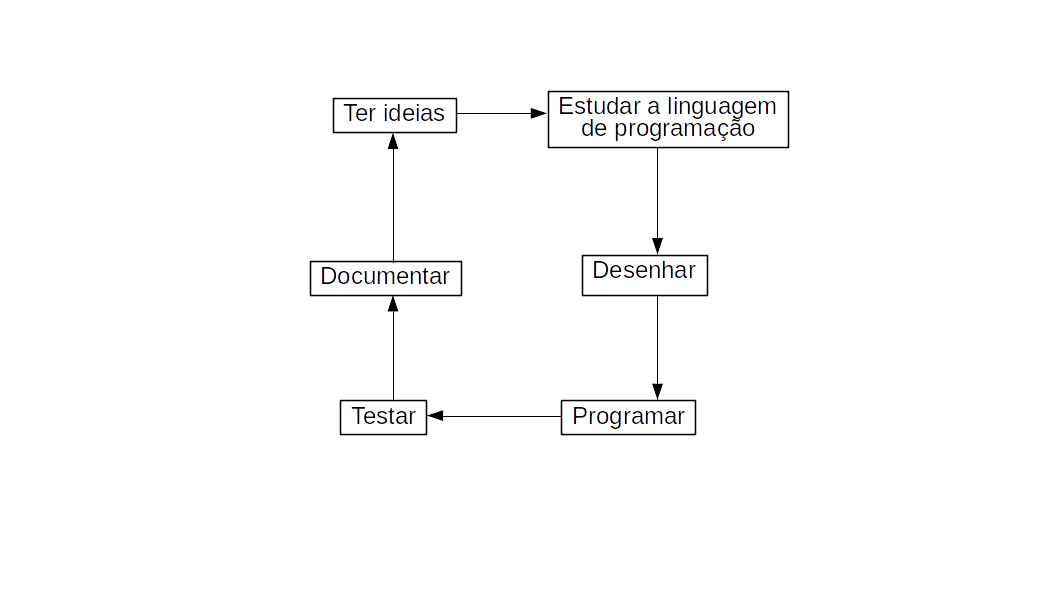 Ter ideias
Estudar a linguagem
de programação
Documentar
Desenhar
Testar
Programar